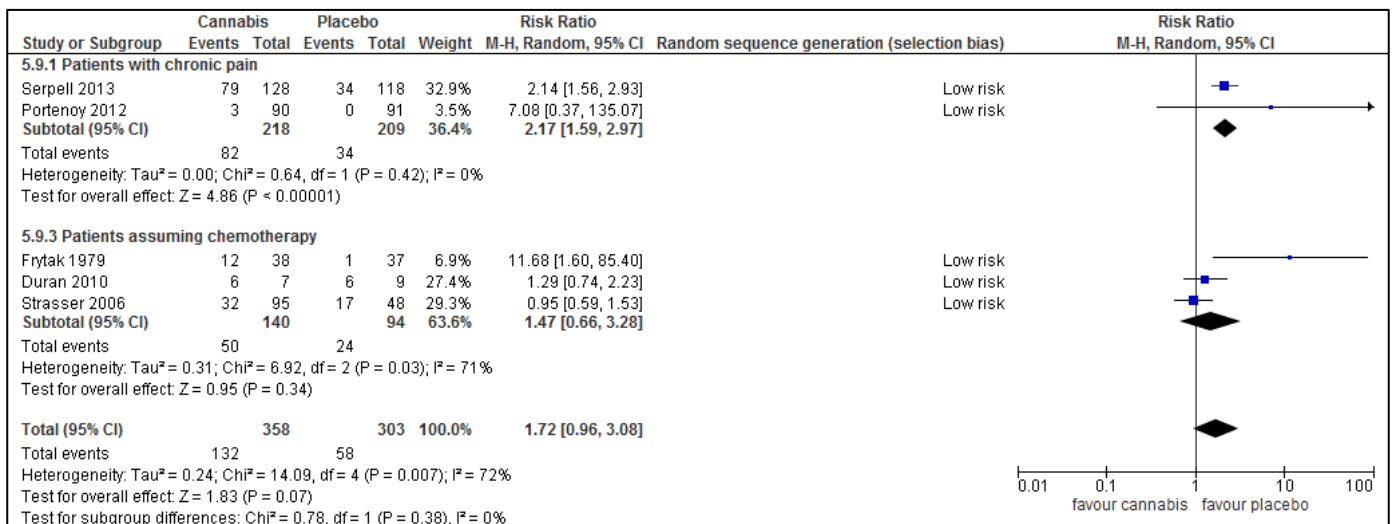 Cannabis Placebo Risk Ratio Risk Ratio
Study or Subgroup Events Total Events Total Weight M-H, Random, 95% CI Random sequence generation (selection bias) M-H, Random, 95% CI
5.9.1 Patients with chronic pain
Serpell 2013 79 128 34 118 32.9% 2.14 [1.56, 2.93] Low risk
Portenoy 2012 3 90 0 91 3.5% 7.08 [0.37, 135.07] Low risk
Subtotal (95% CI) 218 209 36.4% 2.17 [1.59, 2.97]
Total events 82 34
Heterogeneity: Tau² = 0.00; Chi² = 0.64, df = 1 (P = 0.42); I² = 0%
Test for overall effect: Z = 4.86 (P < 0.00001)
5.9.3 Patients assuming chemotherapy
Frytak 1979 12 38 1 37 6.9% 11.68 [1.60, 85.40] Low risk
Duran 2010 6 7 6 9 27.4% 1.29 [0.74, 2.23] Low risk
Strasser 2006 32 95 17 48 29.3% 0.95 [0.59, 1.53] Low risk
Subtotal (95% CI) 140 94 63.6% 1.47 [0.66, 3.28]
Total events 50 24
Heterogeneity: Tau² = 0.31; Chi² = 6.92, df = 2 (P = 0.03); I² = 71%
Test for overall effect: Z = 0.95 (P = 0.34)
Total (95% CI) 358 303 100.0% 1.72 [0.96, 3.08]
Total events 132 58
Heterogeneity: Tau² = 0.24; Chi² = 14.09, df = 4 (P = 0.007); I² = 72%
Test for overall effect: Z = 1.83 (P = 0.07)
Test for subgroup differences: Chi² = 0.78, df = 1 (P = 0.38), I² = 0%
0.01 0.1 1 10 100
favour cannabis favour placebo